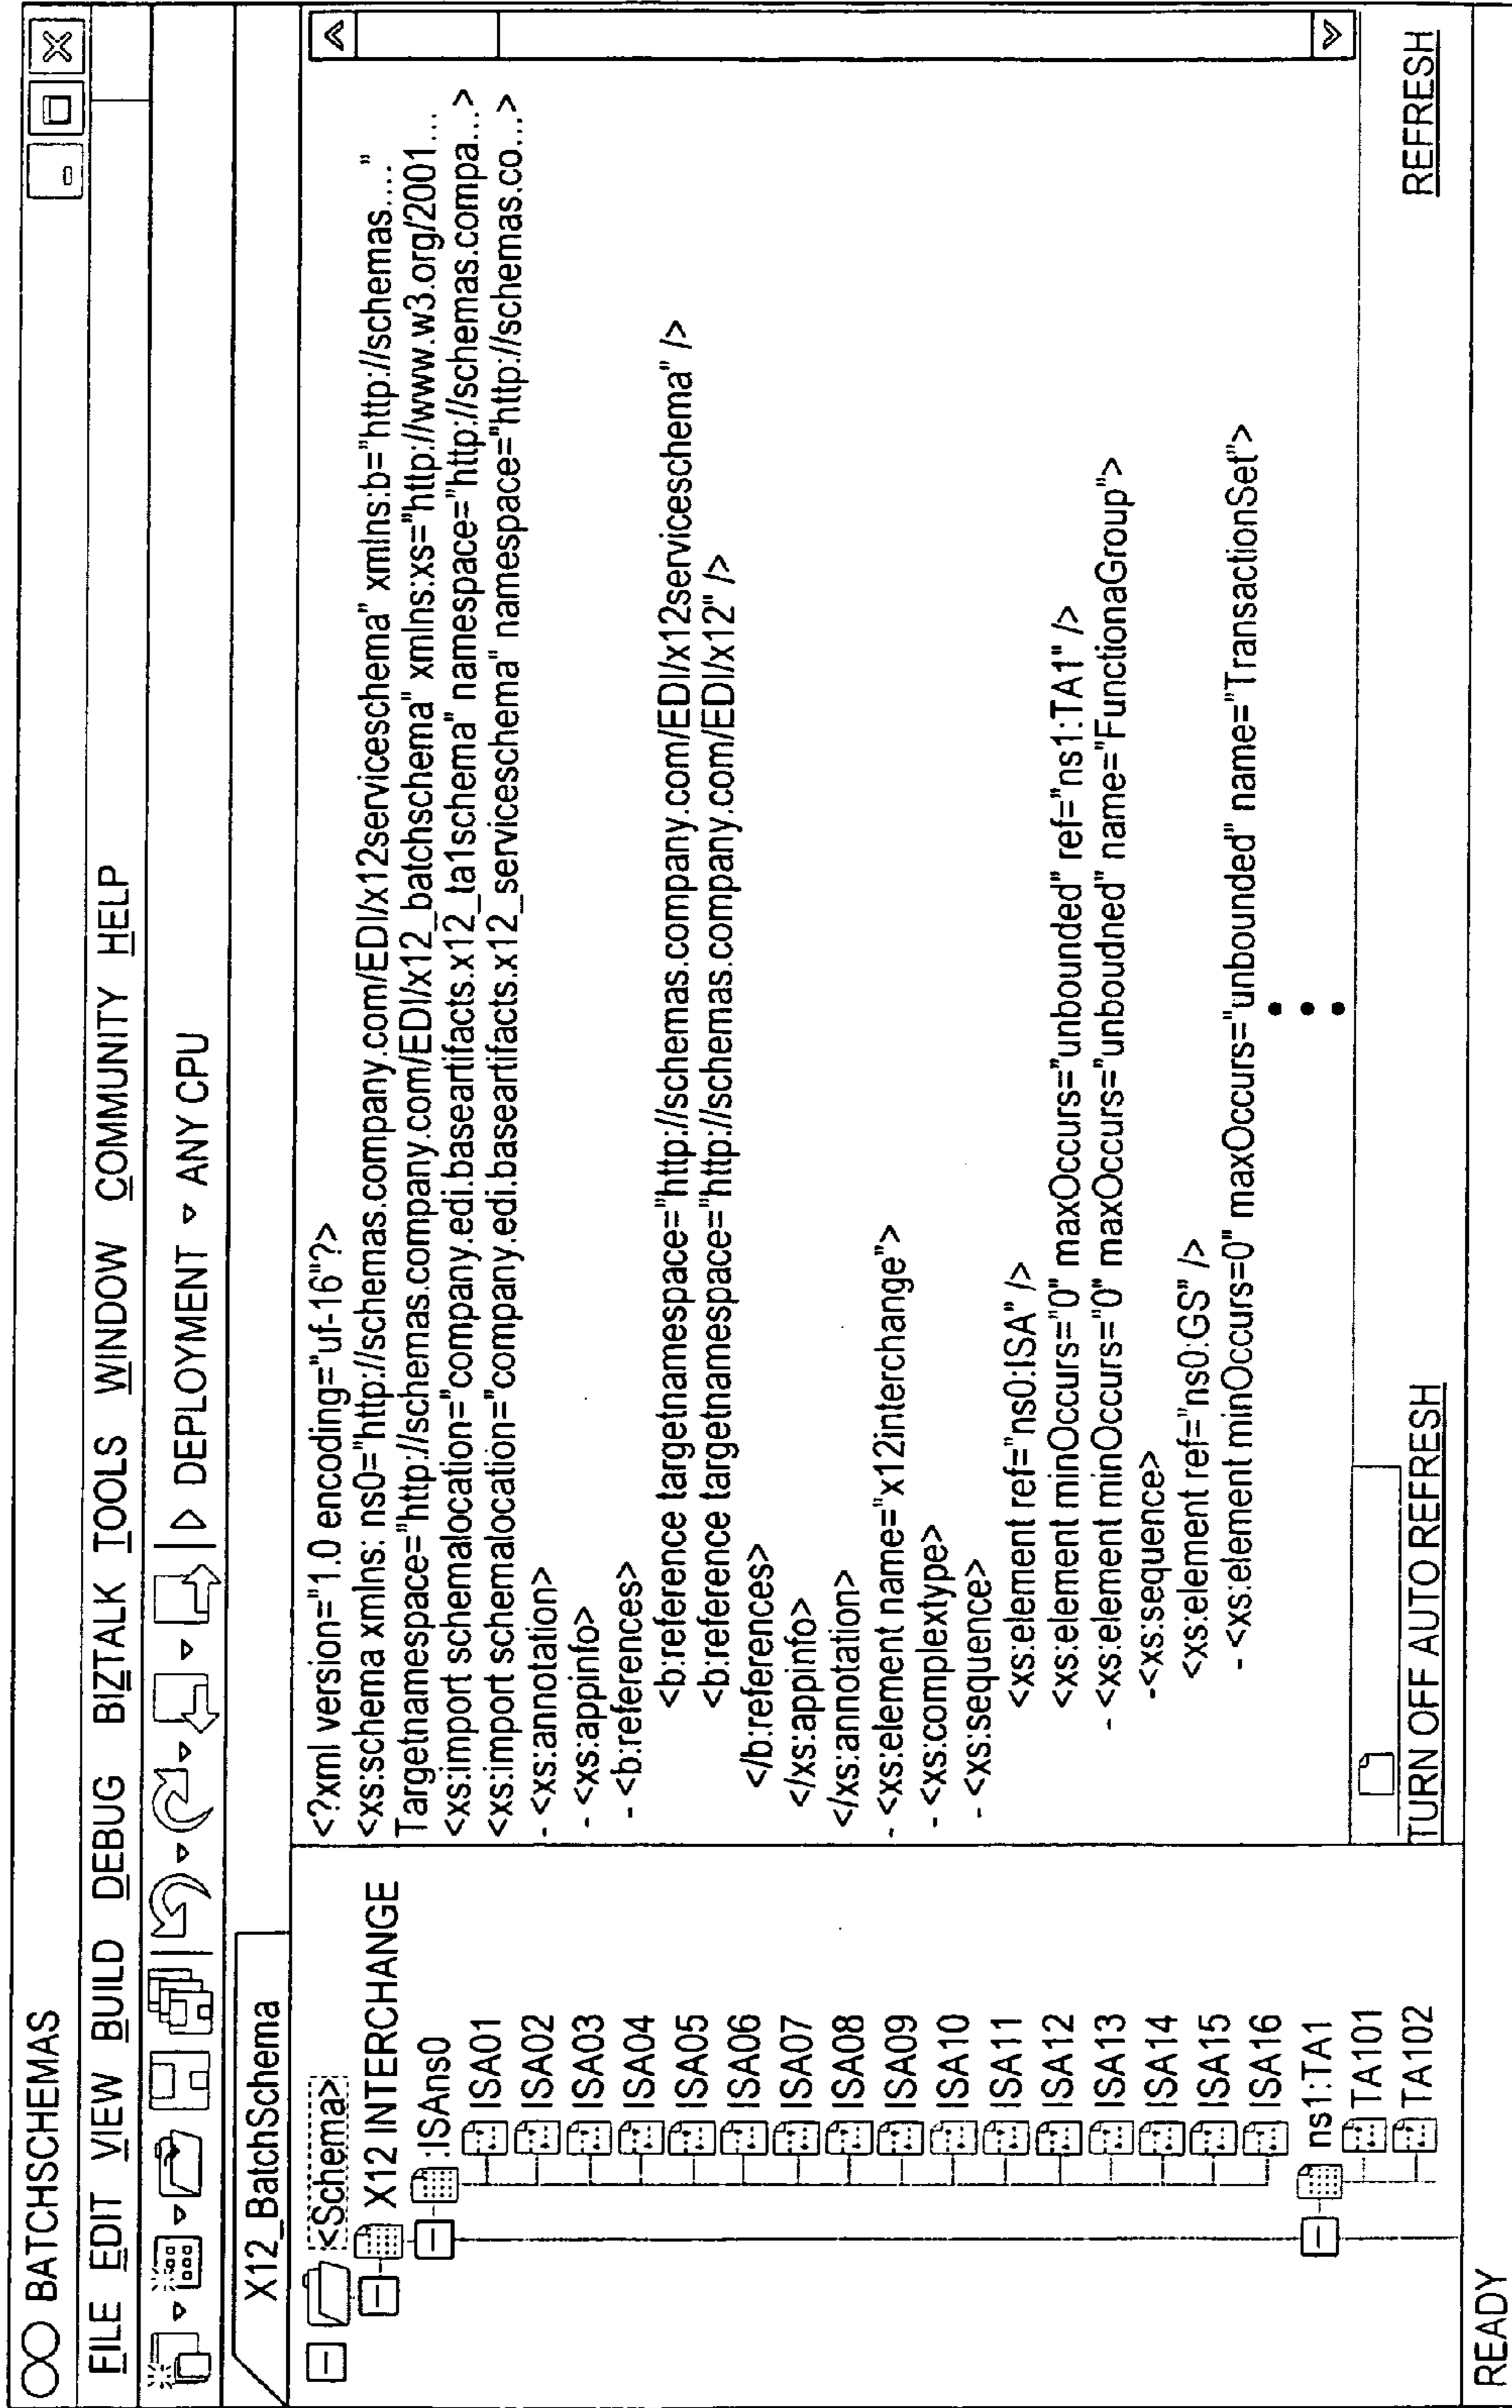 BATCHSCHEMAS
FILE EDIT VIEW BUILD DEBUG BIZTALK TOOLS WINDOW COMMUNITY HELP
DEPLOYMENT ANY CPU
X12_BatchSchema
<Schema>
X12 INTERCHANGE
:ISAns0
ISA01
ISA02
ISA03
ISA04
ISA05
ISA06
ISA07
ISA08
ISA09
ISA10
ISA11
ISA12
ISA13
ISA14
ISA15
ISA16
ns1:TA1
TA101
TA102
<?xml version="1.0 encoding="uf-16"?>
<xs:schema xmlns: ns0="http://schemas.company.com/EDI/x12serviceschema" xmlns:b="http://schemas...."
Targetnamespace="http://schemas.company.com/EDI/x12_batchschema" xmlns:xs="http://www.w3.org/2001...
<xs:import schemalocation="company.edi.baseartifacts.x12_ta1schema" namespace="http://schemas.compa...>
<xs:import schemalocation="company.edi.baseartifacts.x12_serviceschema" namespace="http://schemas.co...>
- <xs:annotation>
- <xs:appinfo>
- <b:references>
<b:reference targetnamespace="http://schemas.company.com/EDI/x12serviceschema" />
<b:reference targetnamespace="http://schemas.company.com/EDI/x12" />
</b:references>
</xs:appinfo>
</xs:annotation>
- <xs:element name="x12interchange">
- <xs.complextype>
- <xs:sequence>
<xs:element ref="ns0:ISA" />
<xs:element minOccurs="0" maxOccurs="unbounded" ref="ns1:TA1" />
- <xs:element minOccurs="0" maxOccurs="unboudned" name="FunctionaGroup">
-<xs:sequence>
<xs:element ref="ns0:GS" />
- <xs:element minOccurs=0" maxOccurs="unbounded" name="TransactionSet">
TURN OFF AUTO REFRESH REFRESH
READY